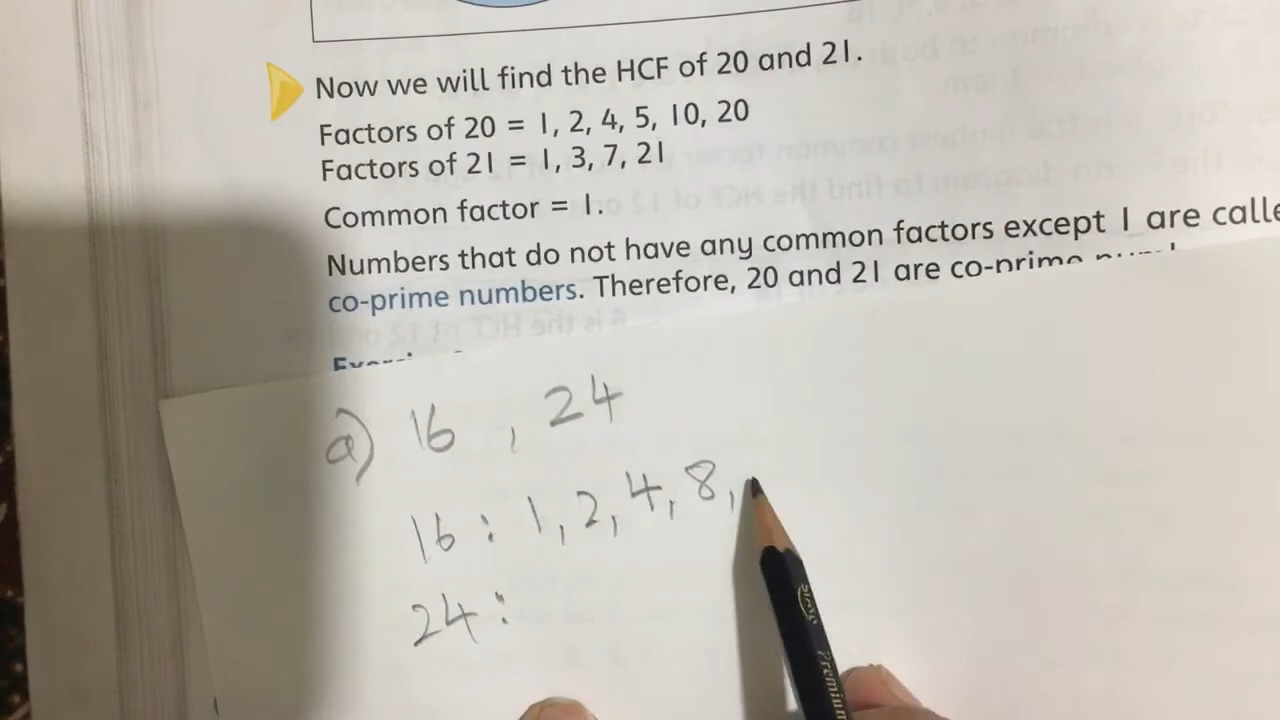 Now we will find the HCF of 20 and 21.
Factors of 20 = 1, 2, 4, 5, 10, 20
Factors of 21 = 1, 3, 7, 21
Common factor = 1.
Numbers that do not have any common factors except 1 are calle
co-prime numbers. Therefore, 20 and 21 are co-prime
a) 16 , 24
16 : 1, 2, 4, 8,
24 :
Premium